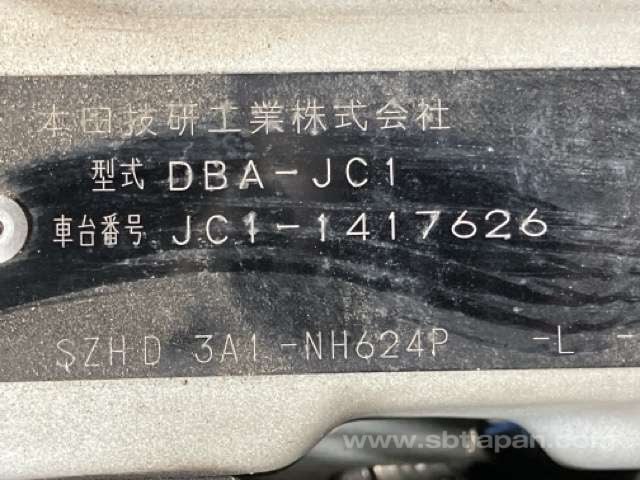 本田技研工業株式会社
型式 DBA-JC1
車台番号 JC1-1417626
SZHD 3A1-NH624P -L -
www.sbtjapan.com